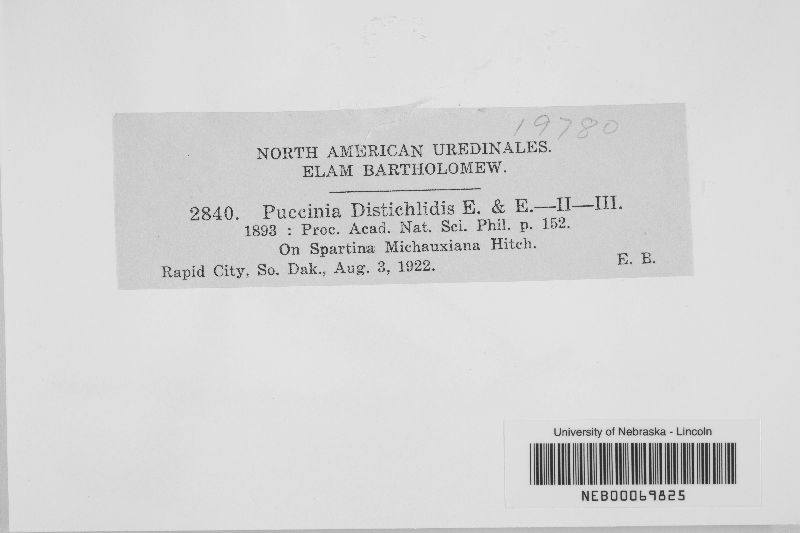 19780
NORTH AMERICAN UREDINALES.
ELAM BARTHOLOMEW.
2840. Puccinia Distichlidis E. & E.—II—III.
1893 : Proc. Acad. Nat. Sci. Phil. p. 152.
On Spartina Michauxiana Hitch.
Rapid City, So. Dak., Aug. 3, 1922. E. B.
University of Nebraska - Lincoln
NEB00069825